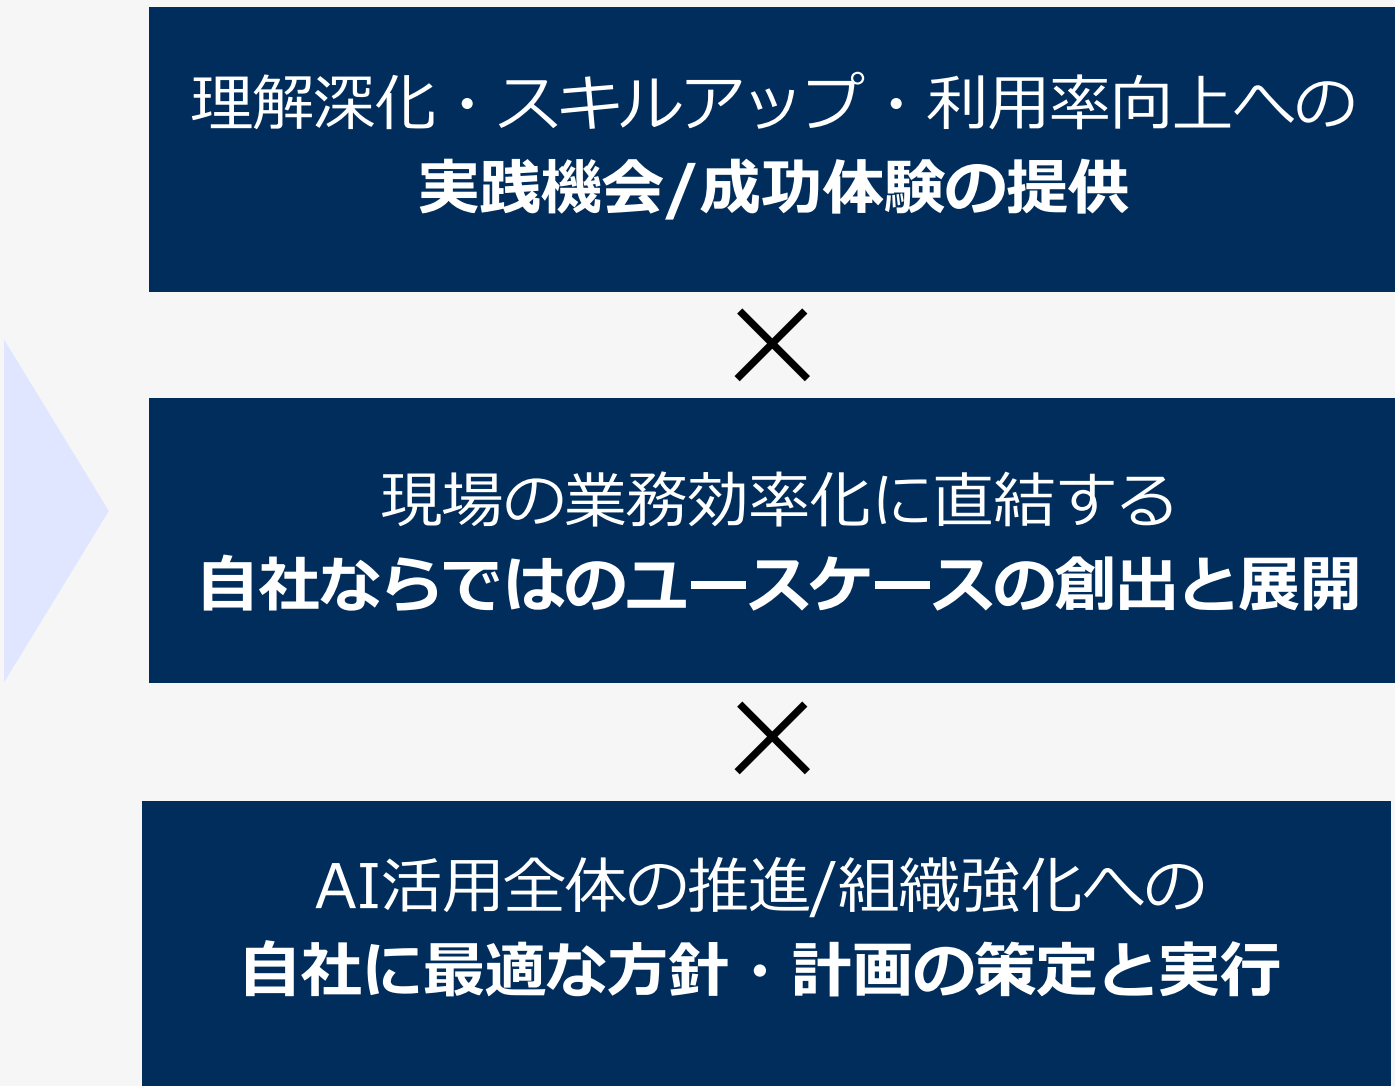 理解深化・スキルアップ・利用率向上への
実践機会/成功体験の提供
×
現場の業務効率化に直結する
自社ならではのユースケースの創出と展開
×
AI活用全体の推進/組織強化への
自社に最適な方針・計画の策定と実行